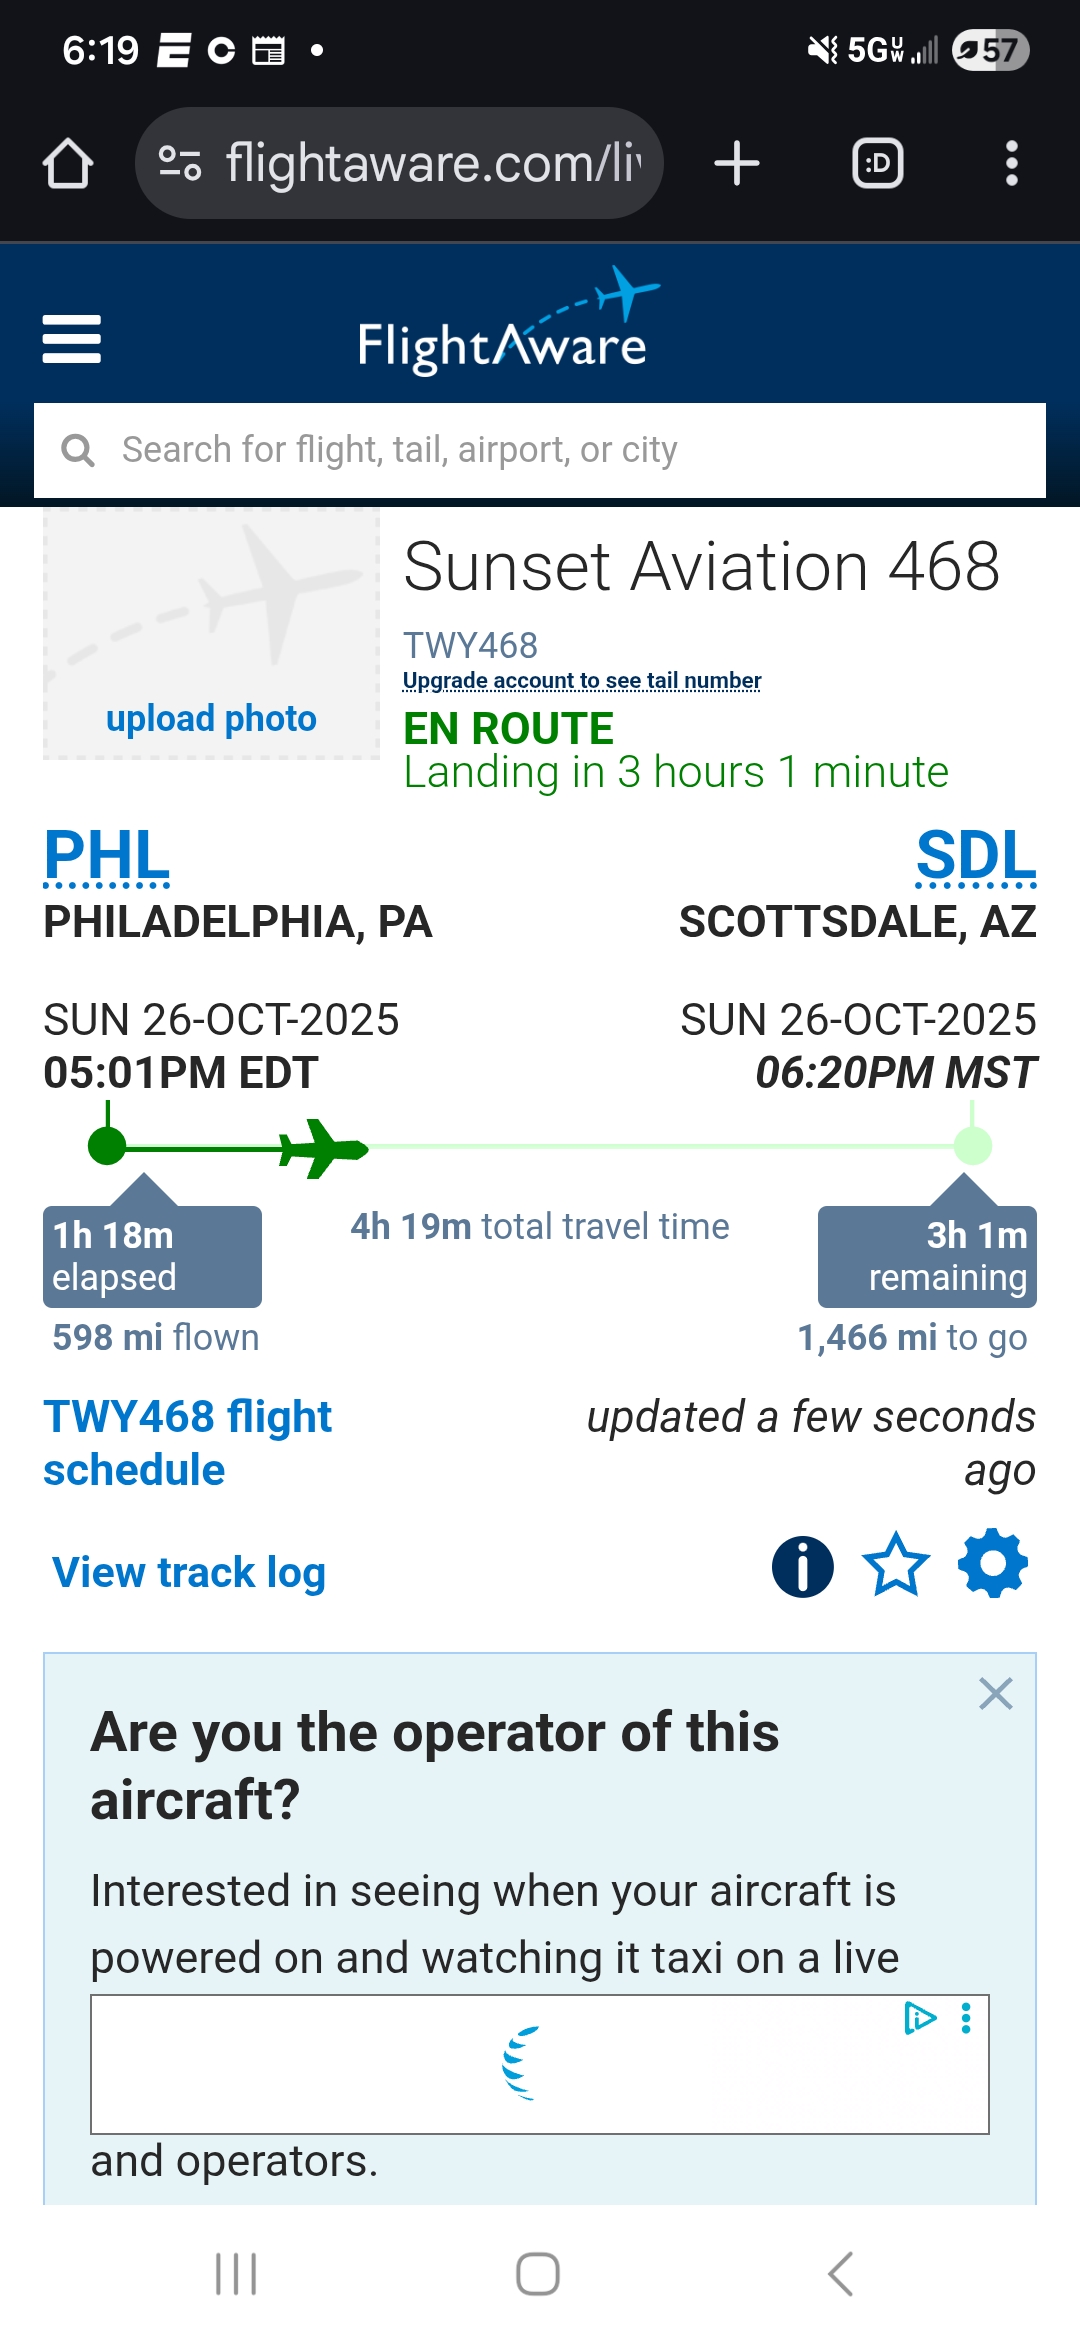 6:19
5G UW
57
flightaware.com/li
:D
FlightAware
Search for flight, tail, airport, or city
upload photo
Sunset Aviation 468
TWY468
Upgrade account to see tail number
EN ROUTE
Landing in 3 hours 1 minute
PHL
SDL
PHILADELPHIA, PA
SCOTTSDALE, AZ
SUN 26-OCT-2025
SUN 26-OCT-2025
05:01PM EDT
06:20PM MST
1h 18m
elapsed
4h 19m total travel time
3h 1m
remaining
598 mi flown
1,466 mi to go
TWY468 flight
schedule
updated a few seconds
ago
View track log
Are you the operator of this
aircraft?
Interested in seeing when your aircraft is
powered on and watching it taxi on a live
and operators.